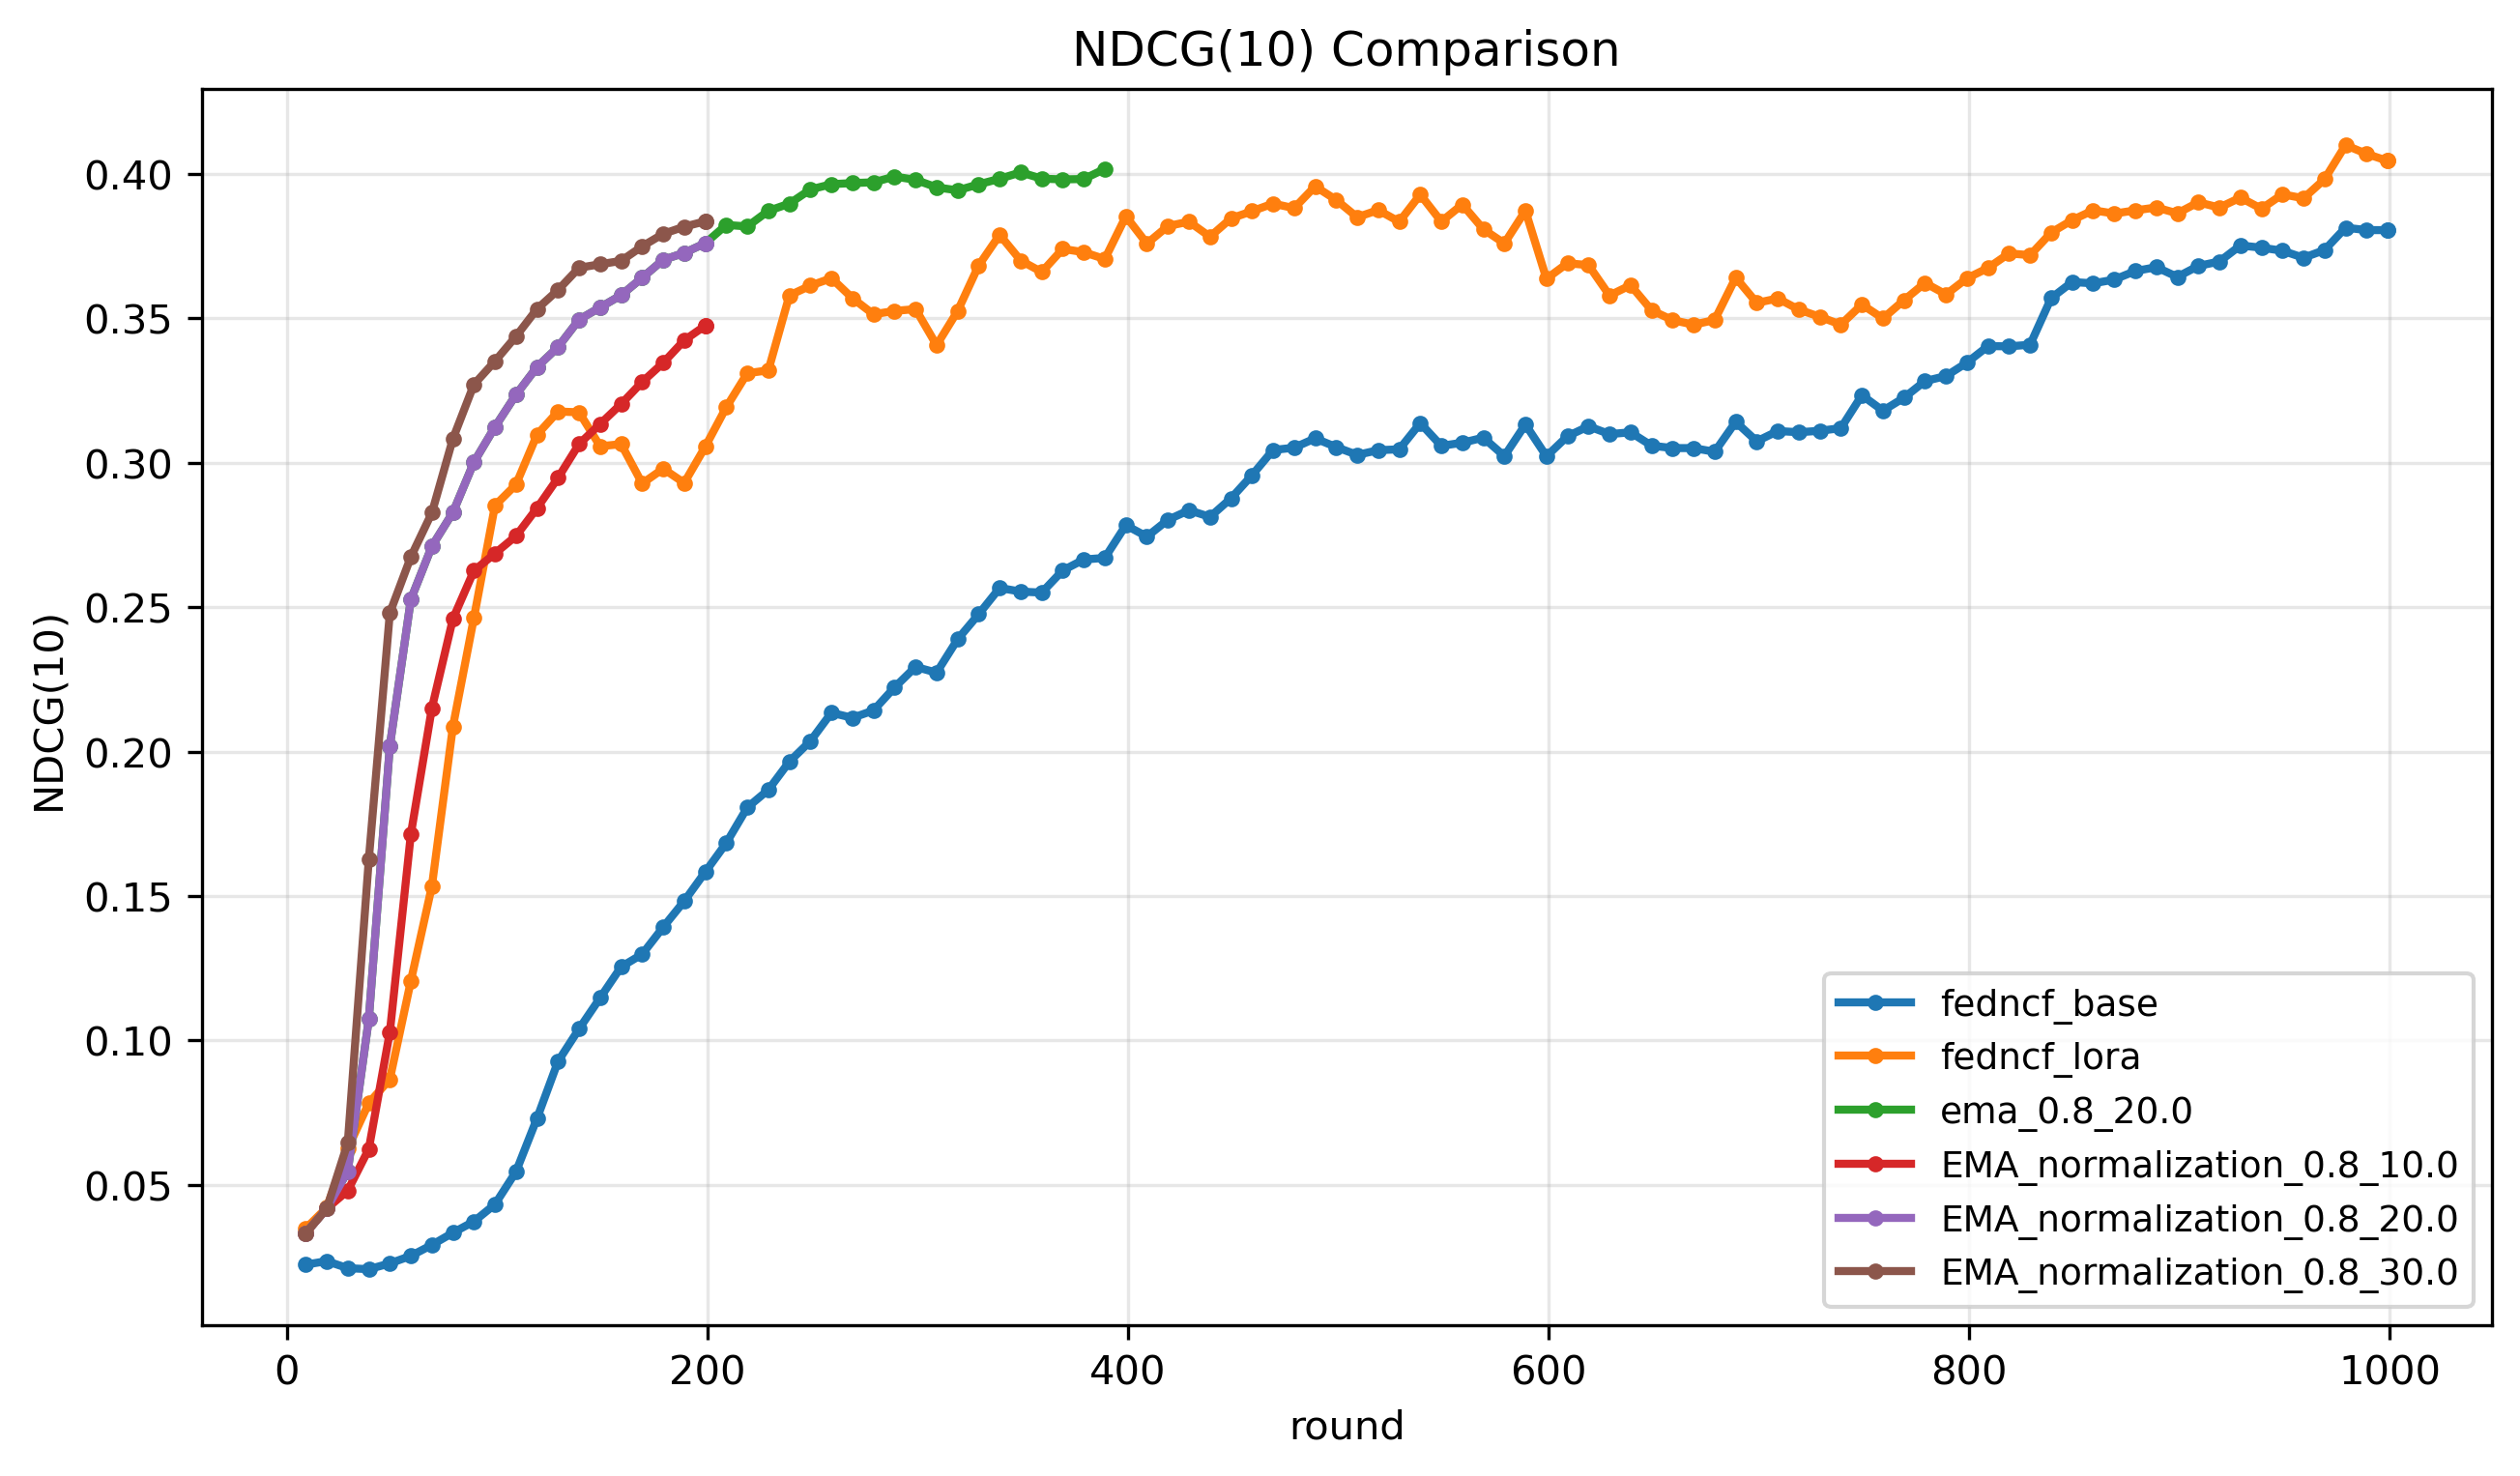 NDCG(10) Comparison
NDCG(10)
0.40
0.35
0.30
0.25
0.20
0.15
0.10
0.05
0
200
400
600
800
1000
round
fedncf_base
fedncf_lora
ema_0.8_20.0
EMA_normalization_0.8_10.0
EMA_normalization_0.8_20.0
EMA_normalization_0.8_30.0